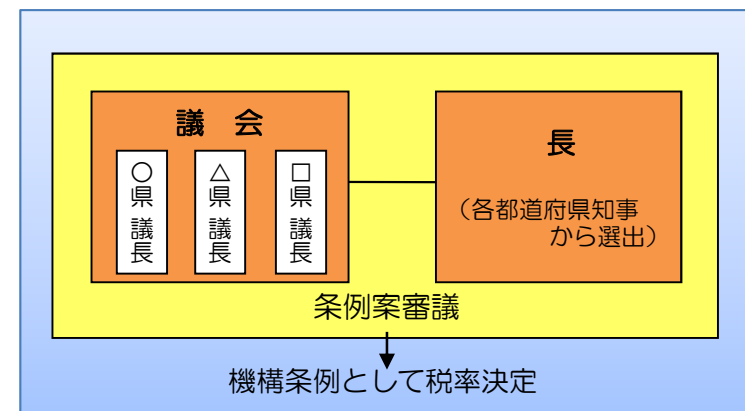 議　会
○県　議長
△県　議長
□県　議長
長
（各都道府県知事
から選出）
条例案審議
機構条例として税率決定